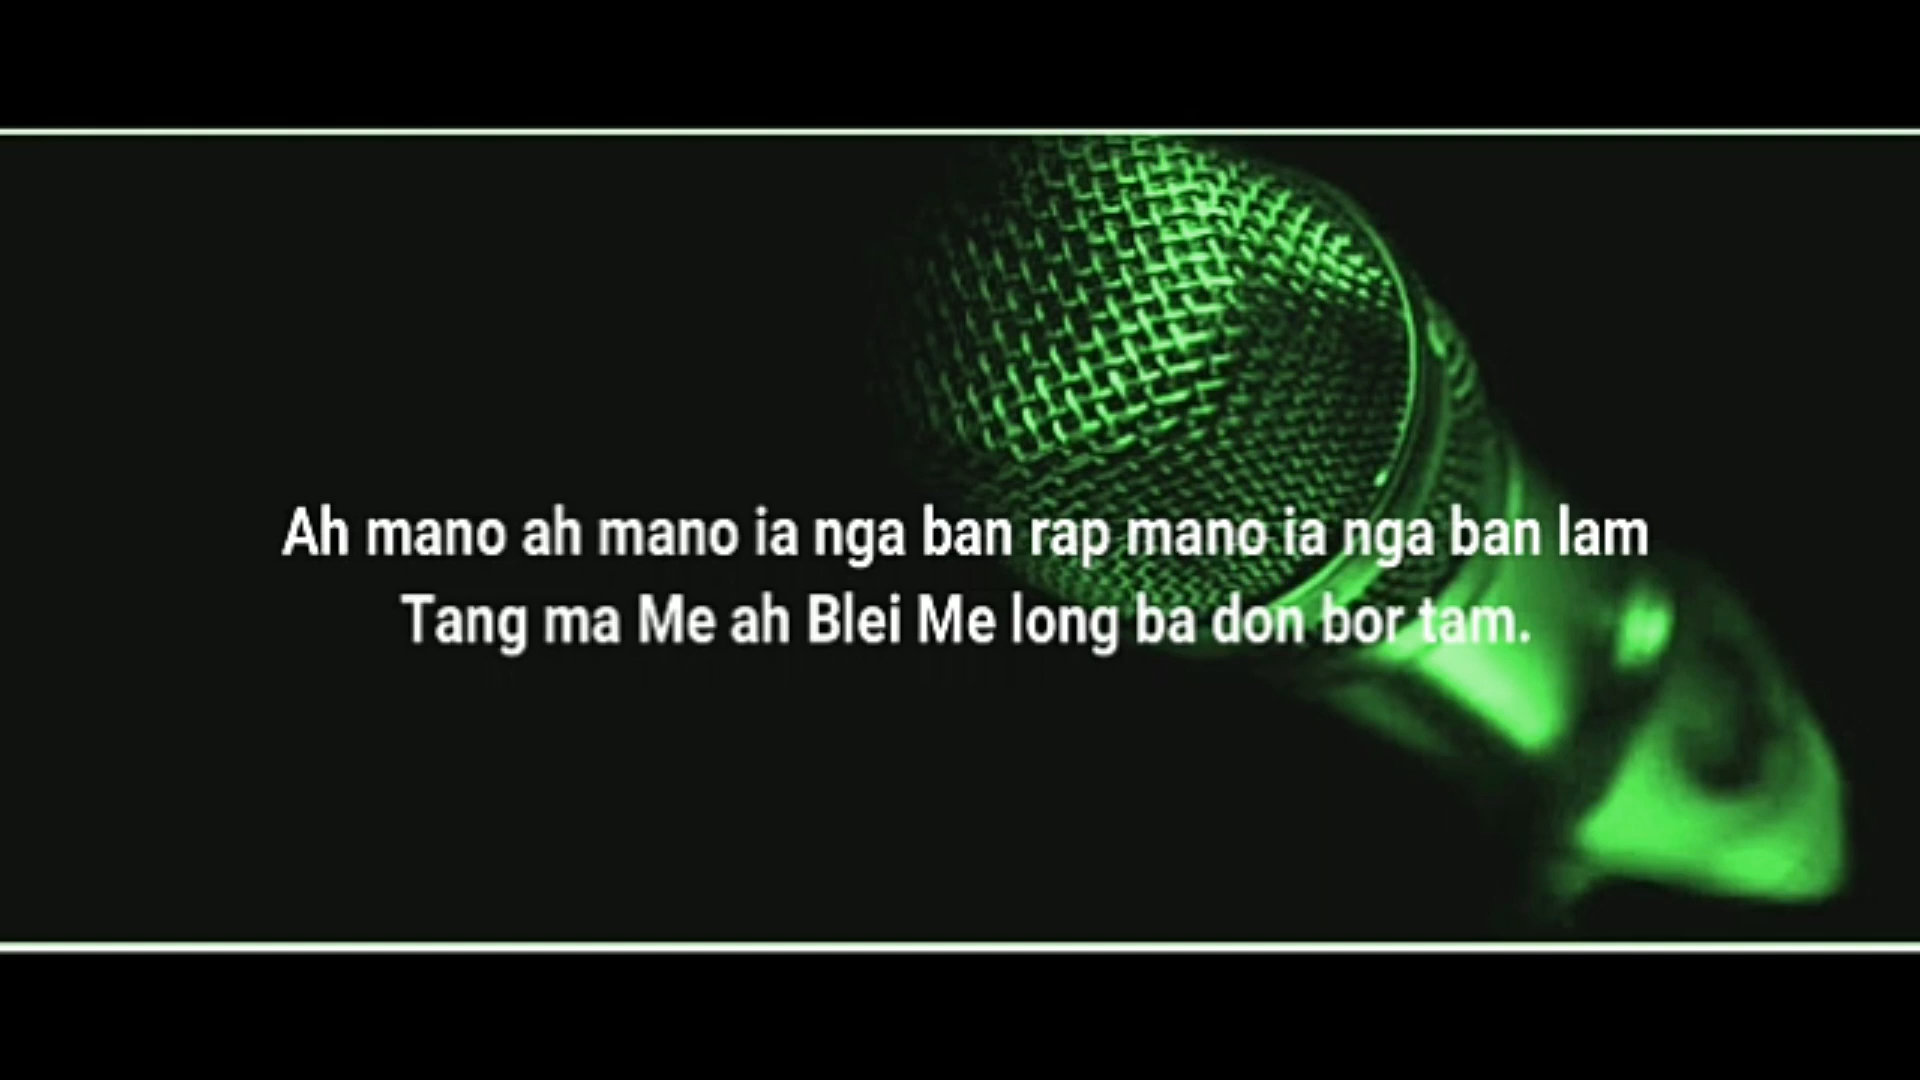 Ah mano ah mano ia nga ban rap mano ia nga ban lam
Tang ma Me ah Blei Me long ba don bor tam.